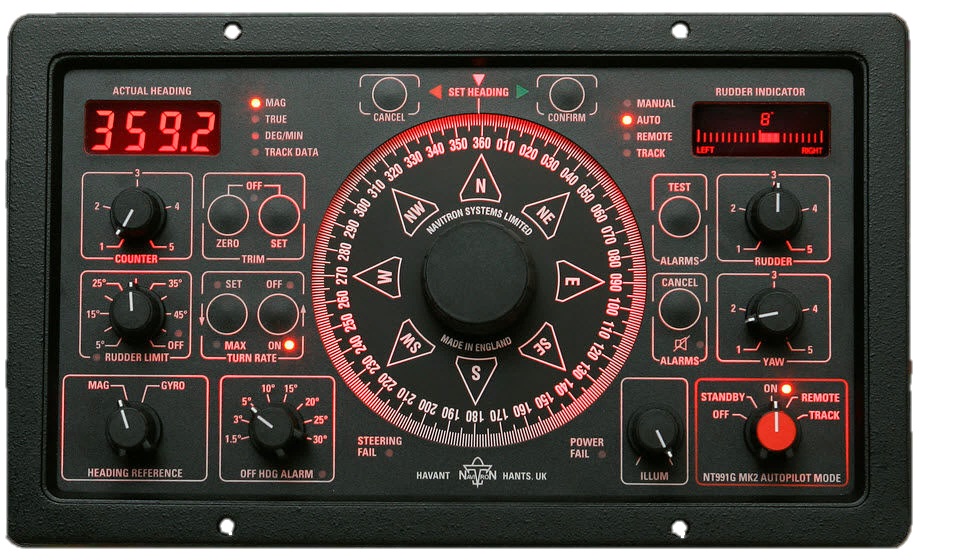 ACTUAL HEADING
359.2
MAG
TRUE
DEG/MIN
TRACK DATA
CANCEL
SET HEADING
CONFIRM
MANUAL
AUTO
REMOTE
TRACK
RUDDER INDICATOR
8°
LEFT RIGHT
1 2 3 4 5
COUNTER
OFF
ZERO SET
TRIM
5° 15° 25° 35° 45° OFF
RUDDER LIMIT
SET OFF
MAX ON
TURN RATE
MAG GYRO
HEADING REFERENCE
1.5° 3° 5° 10° 15° 20° 25° 30°
OFF HDG ALARM
360 010 020 030 040 050 060 070 080 090 100 110 120 130 140 150 160 170 180 190 200 210 220 230 240 250 260 270 280 290 300 310 320 330 340 350
N NE E SE S SW W NW
NAVITRON SYSTEMS LIMITED
MADE IN ENGLAND
STEERING FAIL
HAVANT NAVITRON HANTS. UK
POWER FAIL
TEST
ALARMS
CANCEL
ALARMS
1 2 3 4 5
RUDDER
1 2 3 4 5
YAW
ILLUM
OFF STANDBY ON REMOTE TRACK
NT991G MK2 AUTOPILOT MODE